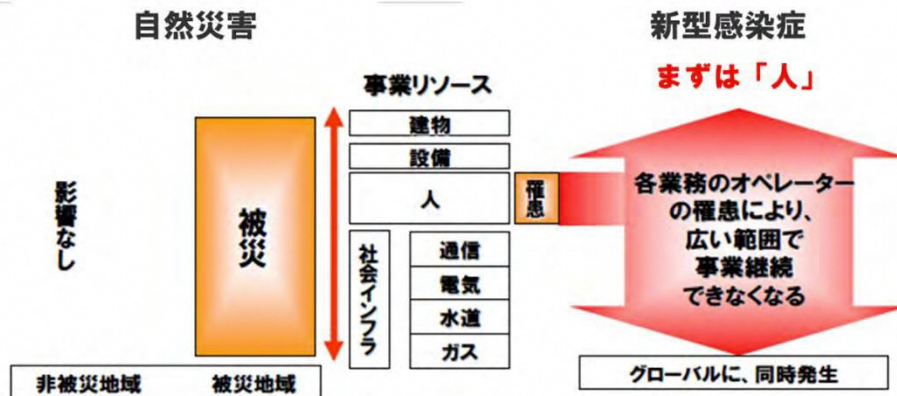 自然災害
新型感染症
まずは「人」
事業リソース
建物
設備
人
罹患
影響なし
被災
社会インフラ
通信
電気
水道
ガス
各業務のオペレーター
の罹患により、
広い範囲で
事業継続
できなくなる
非被災地域
被災地域
グローバルに、同時発生